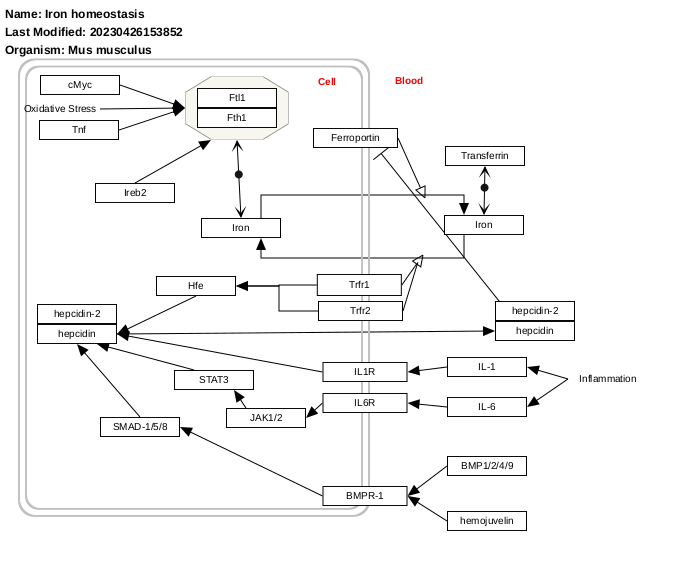 Name: Iron homeostasis
Last Modified: 20230426153852
Organism: Mus musculus
Cell
Blood
cMyc
Oxidative Stress
Tnf
Ftl1
Fth1
Ferroportin
Transferrin
Ireb2
Iron
Iron
Hfe
Trfr1
Trfr2
hepcidin-2
hepcidin
hepcidin-2
hepcidin
STAT3
IL1R
IL-1
Inflammation
JAK1/2
IL6R
IL-6
SMAD-1/5/8
BMP1/2/4/9
BMPR-1
hemojuvelin